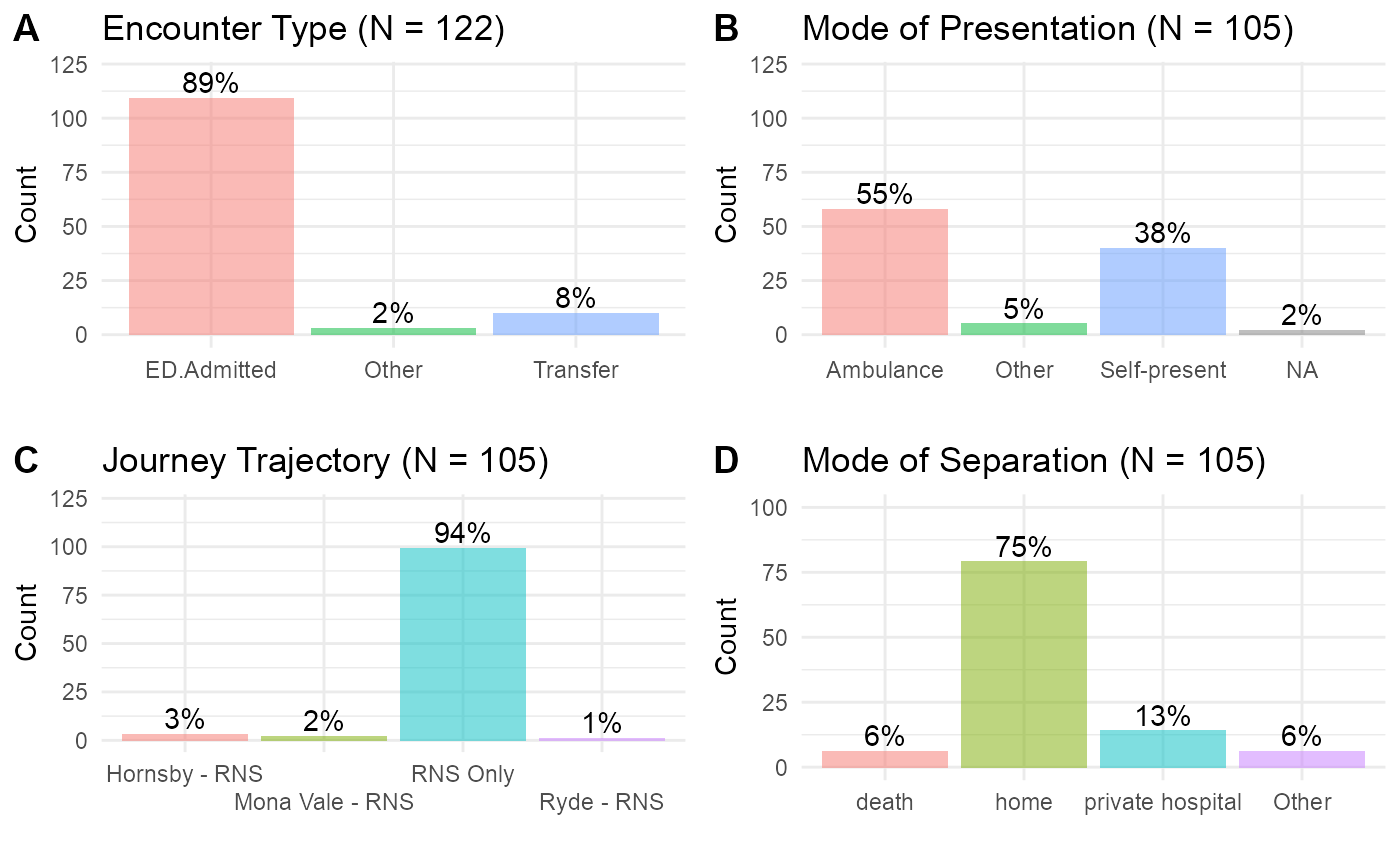 A Encounter Type (N = 122)
125
100
75
50
25
0
Count
89%
2%
8%
ED.Admitted Other Transfer
B Mode of Presentation (N = 105)
125
100
75
50
25
0
Count
55%
5%
38%
2%
Ambulance Other Self-present NA
C Journey Trajectory (N = 105)
125
100
75
50
25
0
Count
3%
2%
94%
1%
Hornsby - RNS RNS Only
Mona Vale - RNS Ryde - RNS
D Mode of Separation (N = 105)
100
75
50
25
0
Count
6%
75%
13%
6%
death home private hospital Other